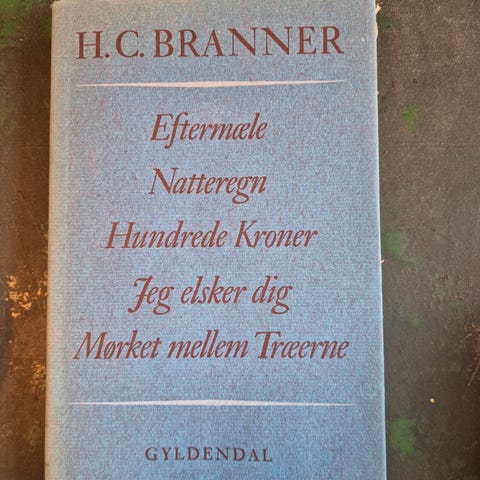 H. C. BRANNER
Eftermæle
Natteregn
Hundrede Kroner
Jeg elsker dig
Mørket mellem Træerne
GYLDENDAL